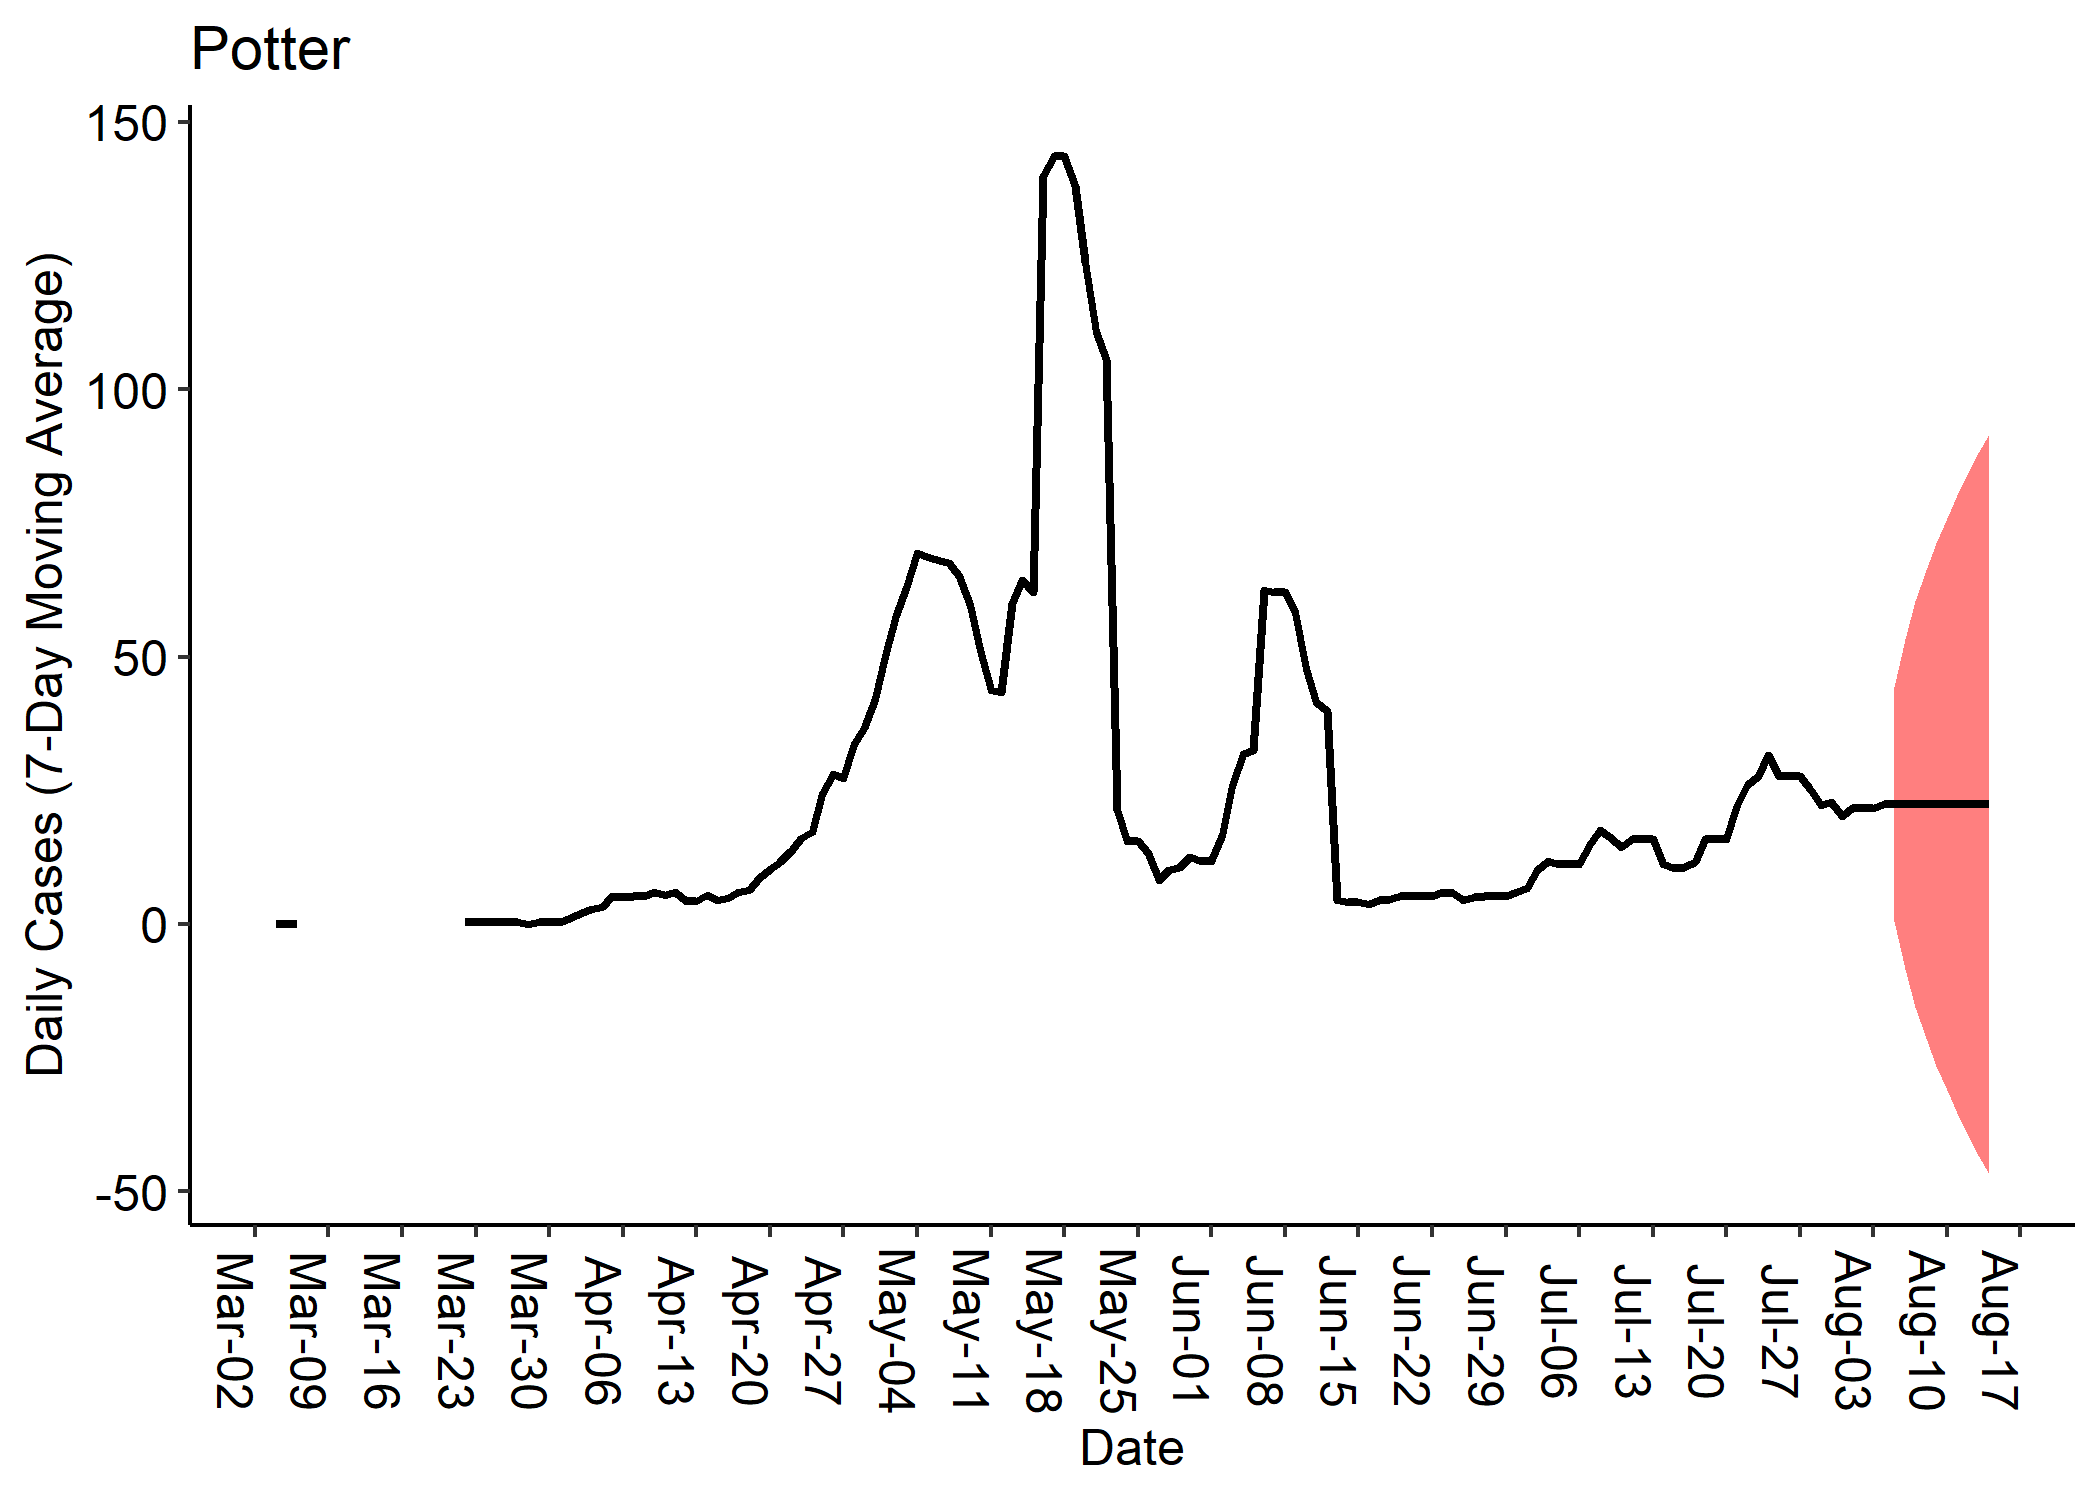 Potter
Daily Cases (7-Day Moving Average)
150
100
50
0
-50
Mar-02
Mar-09
Mar-16
Mar-23
Mar-30
Apr-06
Apr-13
Apr-20
Apr-27
May-04
May-11
May-18
May-25
Jun-01
Jun-08
Jun-15
Jun-22
Jun-29
Jul-06
Jul-13
Jul-20
Jul-27
Aug-03
Aug-10
Aug-17
Date